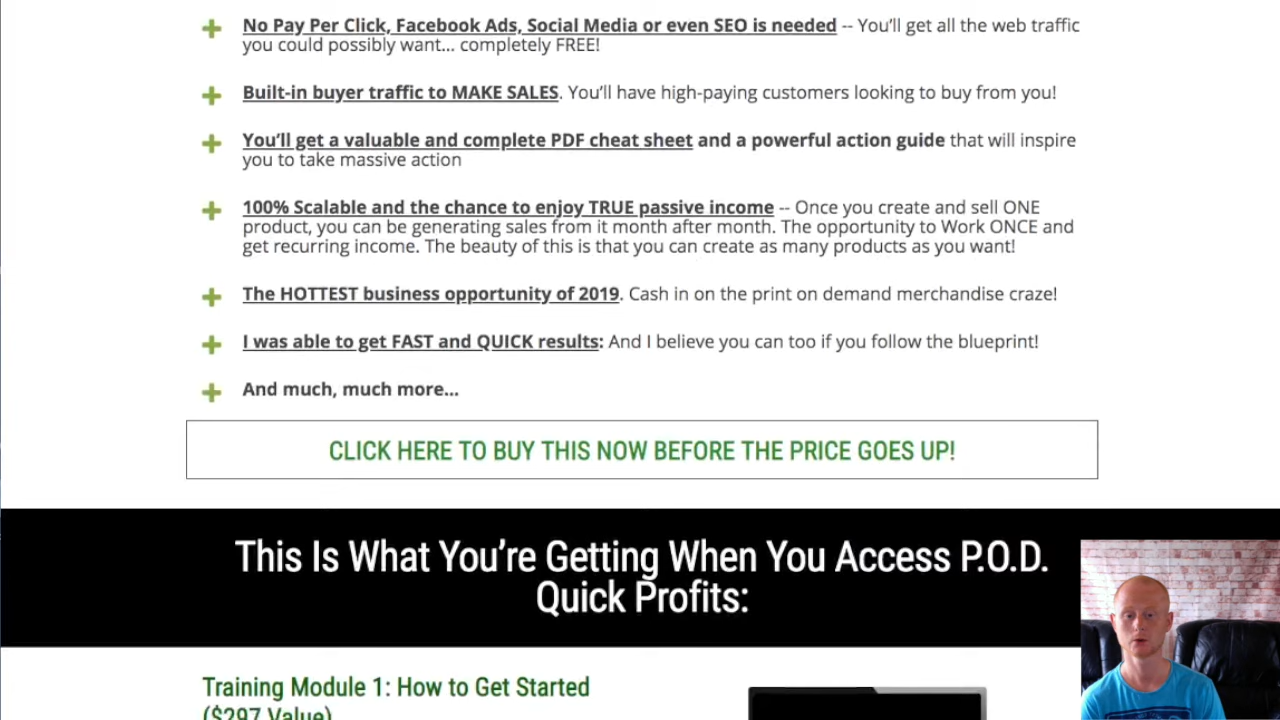 No Pay Per Click, Facebook Ads, Social Media or even SEO is needed -- You'll get all the web traffic
you could possibly want... completely FREE!
Built-in buyer traffic to MAKE SALES. You'll have high-paying customers looking to buy from you!
You'll get a valuable and complete PDF cheat sheet and a powerful action guide that will inspire
you to take massive action
100% Scalable and the chance to enjoy TRUE passive income -- Once you create and sell ONE
product, you can be generating sales from it month after month. The opportunity to Work ONCE and
get recurring income. The beauty of this is that you can create as many products as you want!
The HOTTEST business opportunity of 2019. Cash in on the print on demand merchandise craze!
I was able to get FAST and QUICK results: And I believe you can too if you follow the blueprint!
And much, much more...
CLICK HERE TO BUY THIS NOW BEFORE THE PRICE GOES UP!
This Is What You're Getting When You Access P.O.D.
Quick Profits:
Training Module 1: How to Get Started
($297 Value)